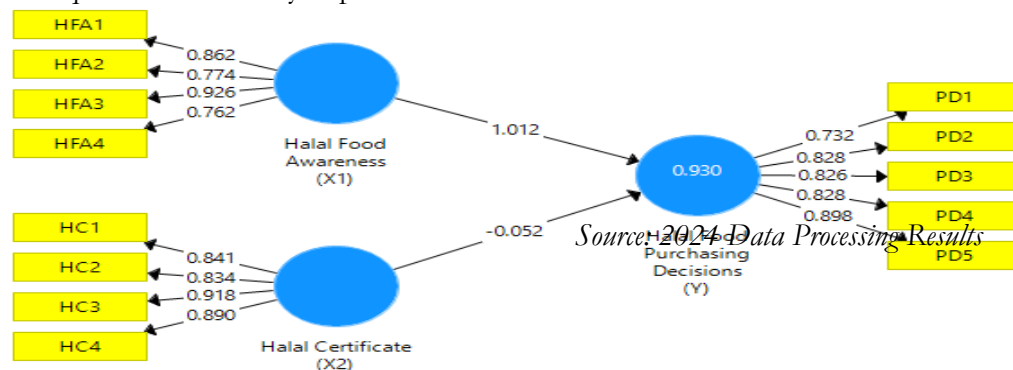 HFA1
HFA2
HFA3
HFA4
0.862
0.774
0.926
0.762
Halal Food
Awareness
(X1)
1.012
HC1
HC2
HC3
HC4
0.841
0.834
0.918
0.890
Halal Certificate
(X2)
-0.052
0.930
Halal Food
Purchasing
Decisions
(Y)
0.732
0.828
0.826
0.828
0.898
PD1
PD2
PD3
PD4
PD5
Source: 2024 Data Processing Results